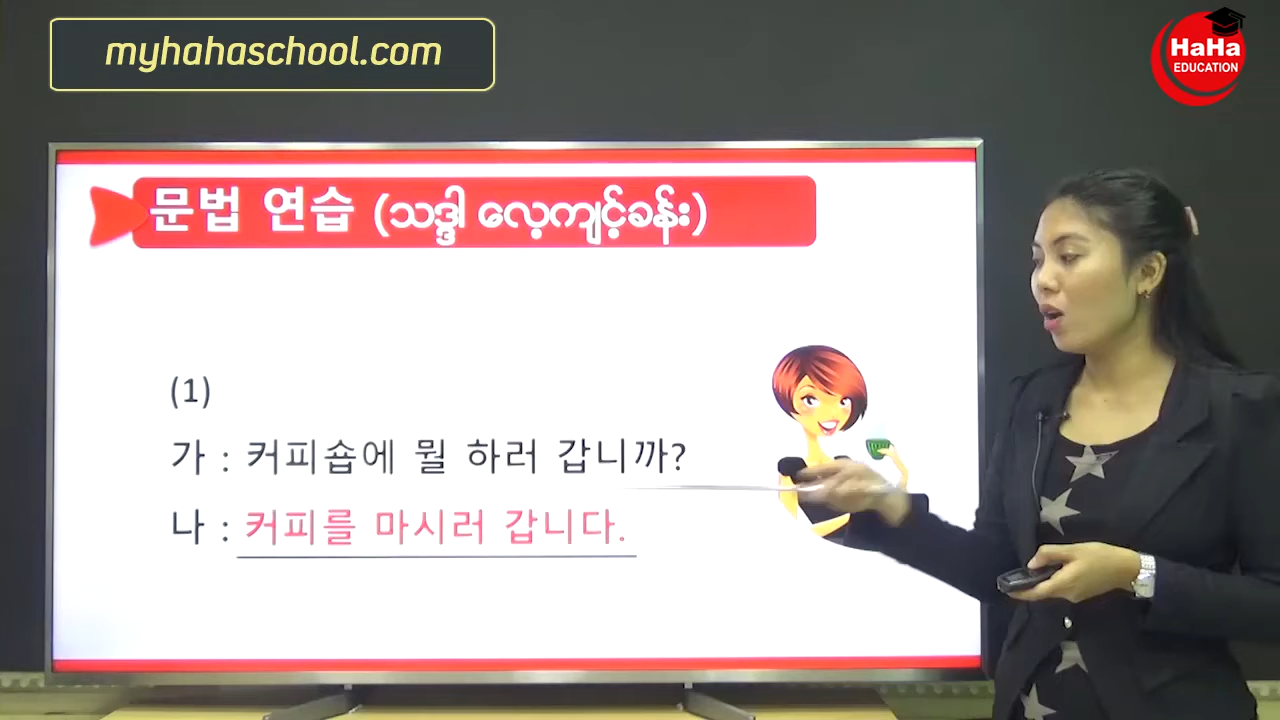 myhahaschool.com
HaHa
EDUCATION
문법 연습 (သဒ္ဒါ လေ့ကျင့်ခန်း)
(1)
가 : 커피숍에 뭘 하러 갑니까?
나 : 커피를 마시러 갑니다.